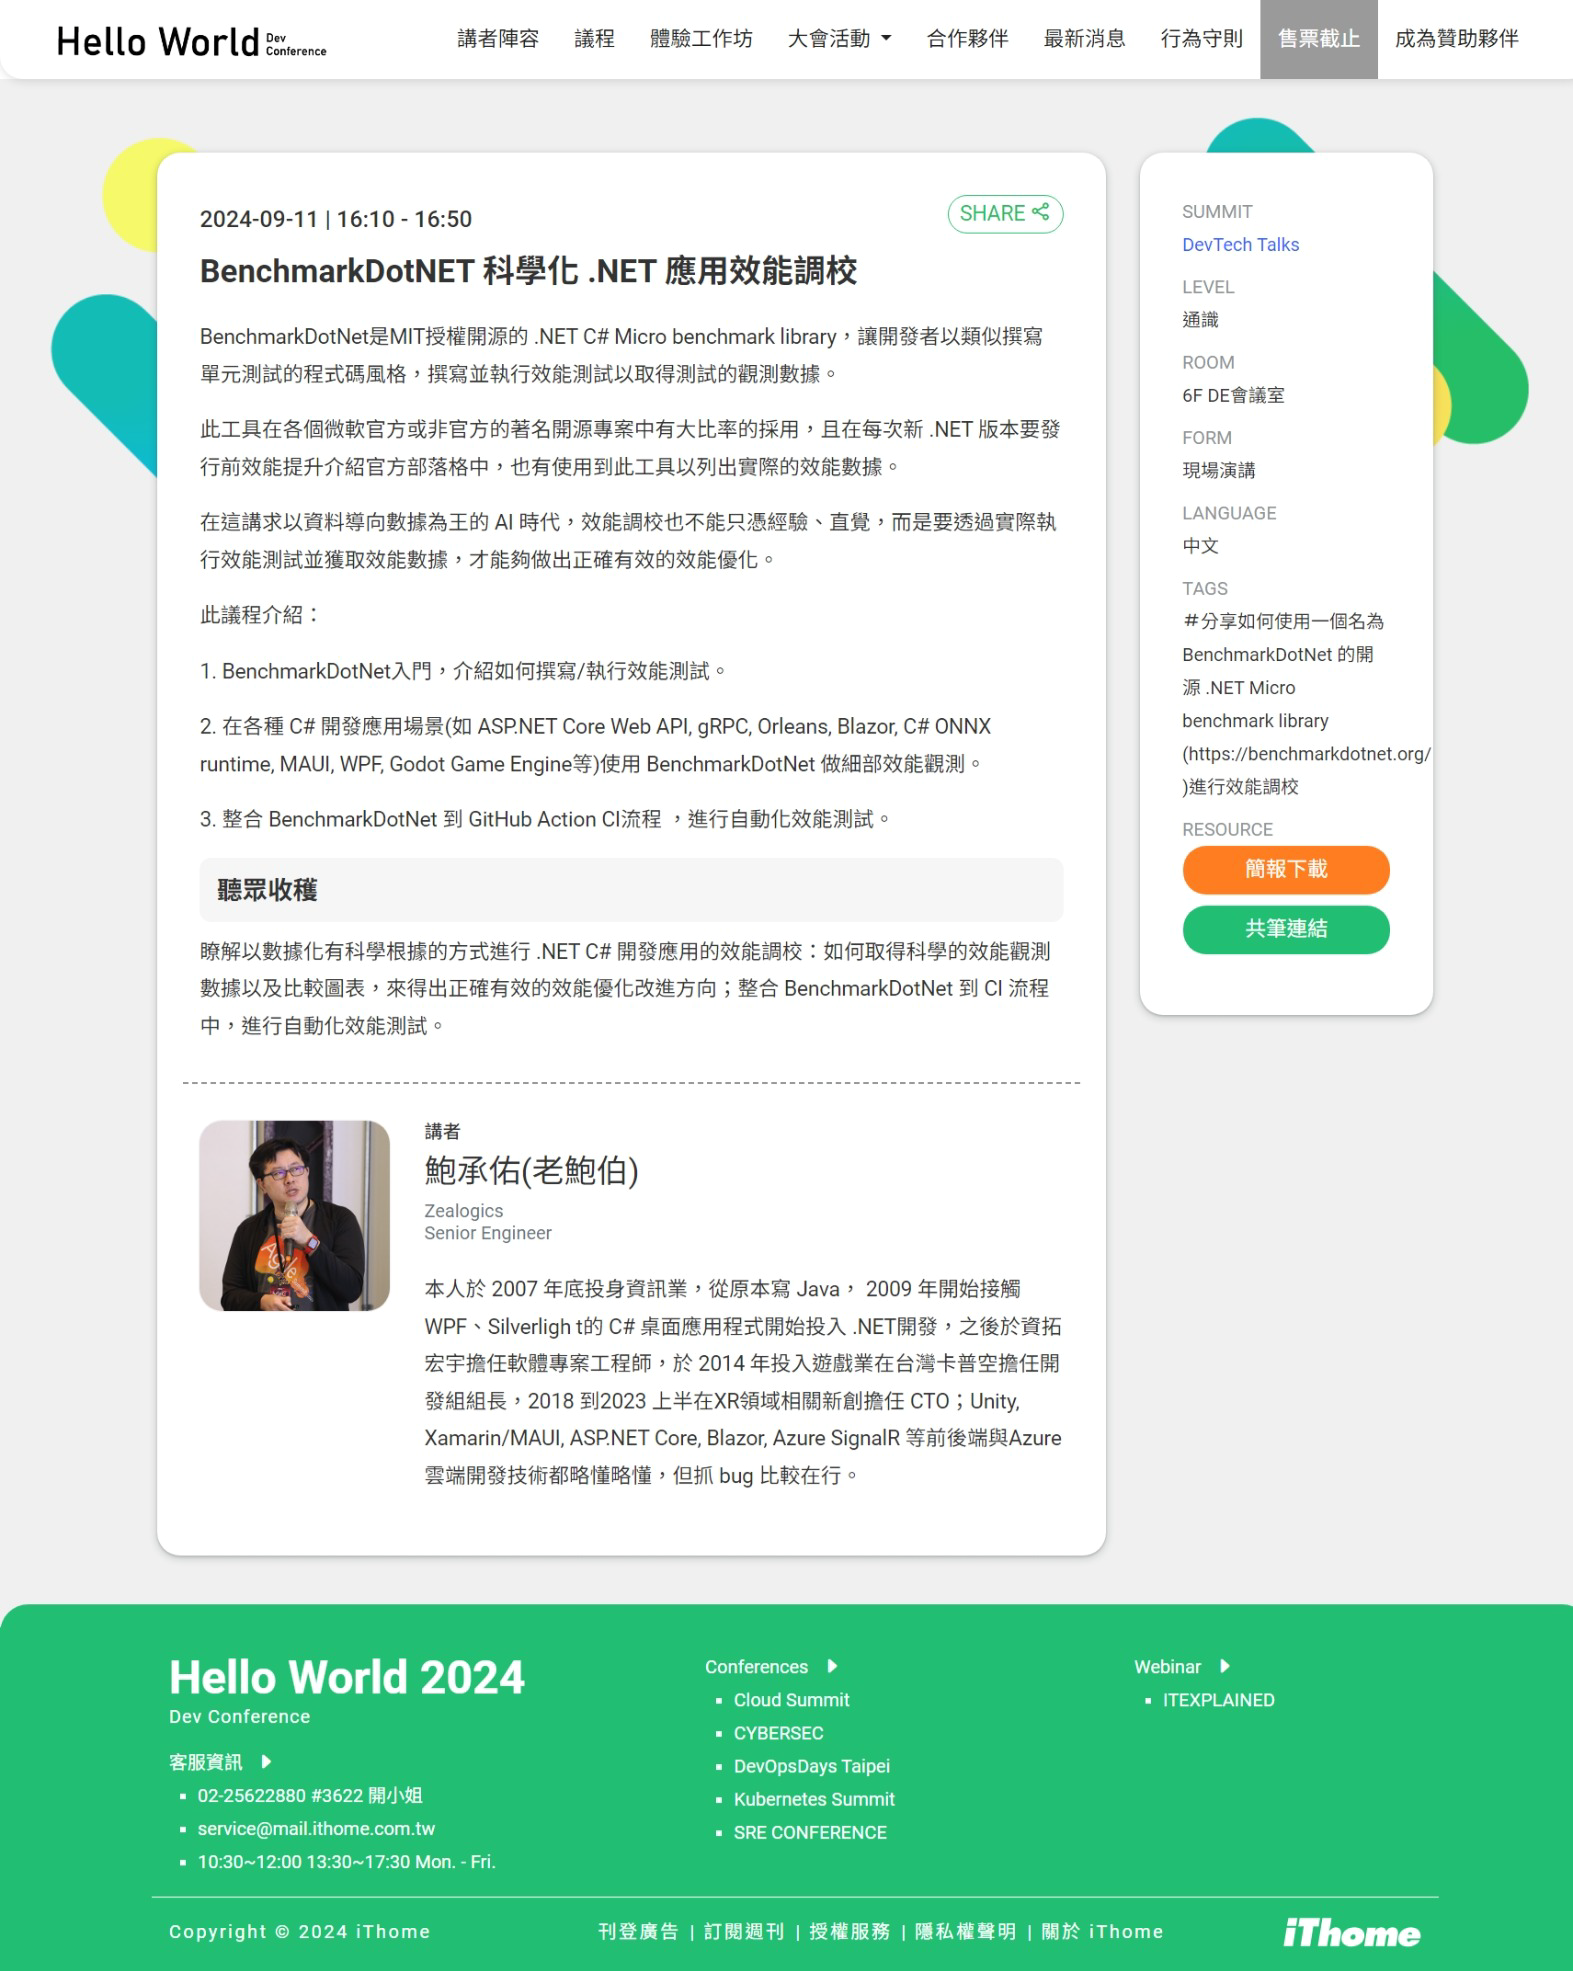 Hello World Dev Conference
講者陣容 議程 體驗工作坊 大會活動 合作夥伴 最新消息 行為守則 售票截止 成為贊助夥伴
2024-09-11 | 16:10 - 16:50
SHARE
BenchmarkDotNET 科學化 .NET 應用效能調校
BenchmarkDotNet是MIT授權開源的 .NET C# Micro benchmark library，讓開發者以類似撰寫
單元測試的程式碼風格，撰寫並執行效能測試以取得測試的觀測數據。
此工具在各個微軟官方或非官方的著名開源專案中有大比率的採用，且在每次新 .NET 版本要發
行前效能提升介紹官方部落格中，也有使用到此工具以列出實際的效能數據。
在這講求以資料導向數據為王的 AI 時代，效能調校也不能只憑經驗、直覺，而是要透過實際執
行效能測試並獲取效能數據，才能夠做出正確有效的效能優化。
此議程介紹：
1. BenchmarkDotNet入門，介紹如何撰寫/執行效能測試。
2. 在各種 C# 開發應用場景(如 ASP.NET Core Web API, gRPC, Orleans, Blazor, C# ONNX
runtime, MAUI, WPF, Godot Game Engine等)使用 BenchmarkDotNet 做細部效能觀測。
3. 整合 BenchmarkDotNet 到 GitHub Action CI流程 ，進行自動化效能測試。
聽眾收穫
瞭解以數據化有科學根據的方式進行 .NET C# 開發應用的效能調校：如何取得科學的效能觀測
數據以及比較圖表，來得出正確有效的效能優化改進方向；整合 BenchmarkDotNet 到 CI 流程
中，進行自動化效能測試。
講者
鮑承佑(老鮑伯)
Zealogics
Senior Engineer
本人於 2007 年底投身資訊業，從原本寫 Java， 2009 年開始接觸
WPF、Silverligh t的 C# 桌面應用程式開始投入 .NET開發，之後於資拓
宏宇擔任軟體專案工程師，於 2014 年投入遊戲業在台灣卡普空擔任開
發組組長，2018 到2023 上半在XR領域相關新創擔任 CTO；Unity,
Xamarin/MAUI, ASP.NET Core, Blazor, Azure SignalR 等前後端與Azure
雲端開發技術都略懂略懂，但抓 bug 比較在行。
SUMMIT
DevTech Talks
LEVEL
通識
ROOM
6F DE會議室
FORM
現場演講
LANGUAGE
中文
TAGS
＃分享如何使用一個名為
BenchmarkDotNet 的開
源 .NET Micro
benchmark library
(https://benchmarkdotnet.org/
)進行效能調校
RESOURCE
簡報下載
共筆連結
Hello World 2024
Dev Conference
客服資訊
02-25622880 #3622 開小姐
service@mail.ithome.com.tw
10:30~12:00 13:30~17:30 Mon. - Fri.
Conferences
Cloud Summit
CYBERSEC
DevOpsDays Taipei
Kubernetes Summit
SRE CONFERENCE
Webinar
ITEXPLAINED
Copyright © 2024 iThome
刊登廣告 | 訂閱週刊 | 授權服務 | 隱私權聲明 | 關於 iThome
iThome